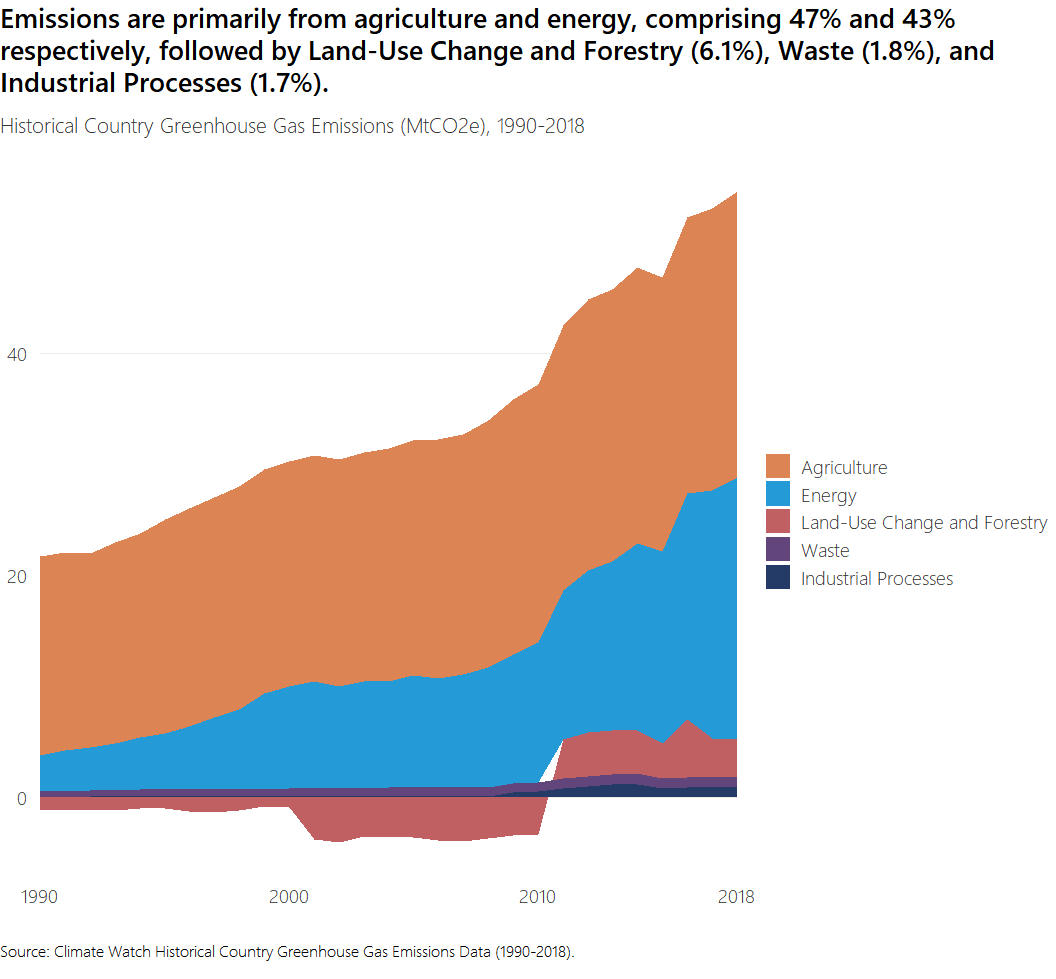 Emissions are primarily from agriculture and energy, comprising 47% and 43%
respectively, followed by Land-Use Change and Forestry (6.1%), Waste (1.8%), and
Industrial Processes (1.7%).
Historical Country Greenhouse Gas Emissions (MtCO2e), 1990-2018
40
20
0
Agriculture
Energy
Land-Use Change and Forestry
Waste
Industrial Processes
1990
2000
2010
2018
Source: Climate Watch Historical Country Greenhouse Gas Emissions Data (1990-2018).